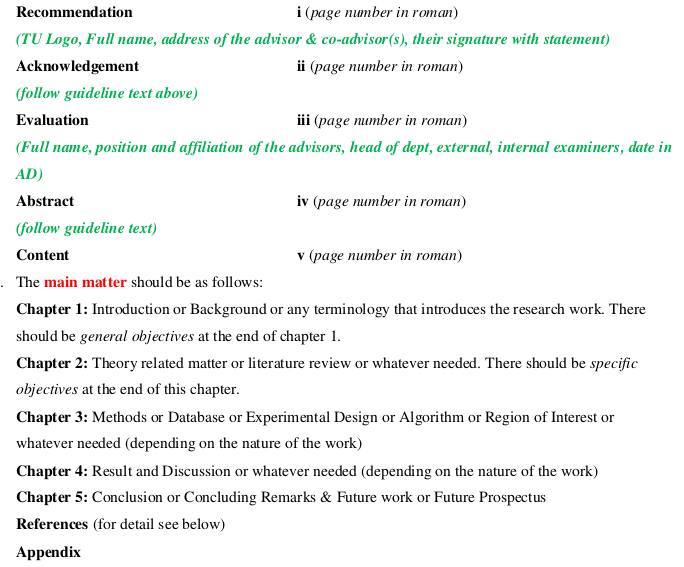 Recommendation i (page number in roman)
(TU Logo, Full name, address of the advisor & co-advisor(s), their signature with statement)
Acknowledgement ii (page number in roman)
(follow guideline text above)
Evaluation iii (page number in roman)
(Full name, position and affiliation of the advisors, head of dept, external, internal examiners, date in
AD)
Abstract iv (page number in roman)
(follow guideline text)
Content v (page number in roman)
. The main matter should be as follows:
Chapter 1: Introduction or Background or any terminology that introduces the research work. There
should be general objectives at the end of chapter 1.
Chapter 2: Theory related matter or literature review or whatever needed. There should be specific
objectives at the end of this chapter.
Chapter 3: Methods or Database or Experimental Design or Algorithm or Region of Interest or
whatever needed (depending on the nature of the work)
Chapter 4: Result and Discussion or whatever needed (depending on the nature of the work)
Chapter 5: Conclusion or Concluding Remarks & Future work or Future Prospectus
References (for detail see below)
Appendix